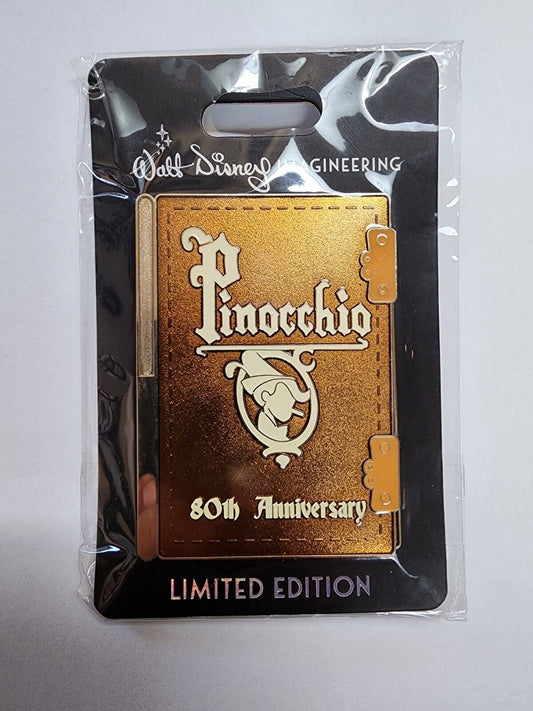 Walt Disney IMAGINEERING
Pinocchio
80th Anniversary
LIMITED EDITION